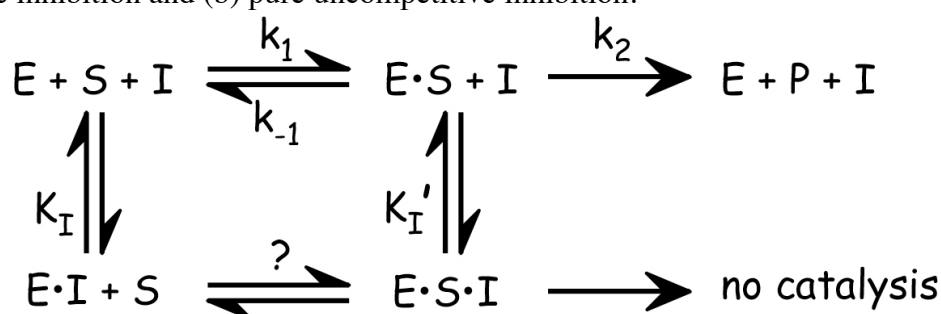 e inhibition and (b) pure uncompetitive inhibition.
k1 k2
E + S + I E•S + I E + P + I
k-1
KI KI'
?
E•I + S E•S•I no catalysis